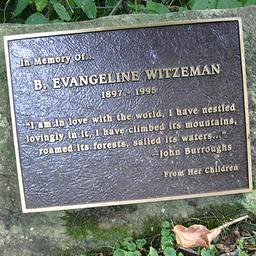 In Memory Of...
B. EVANGELINE WITZEMAN
1897 - 1995
"I am in love with the world, I have nestled
lovingly in it, I have climbed its mountains,
roamed its forests, sailed its waters..."
--John Burroughs
From Her Children